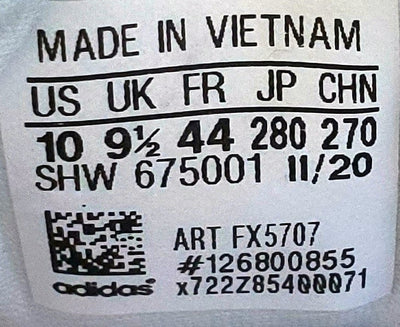 MADE IN VIETNAM
US UK FR JP CHN
10 9½ 44 280 270
SHW 675001 11/20
ART FX5707
#126800855
adidas® x722Z85400071